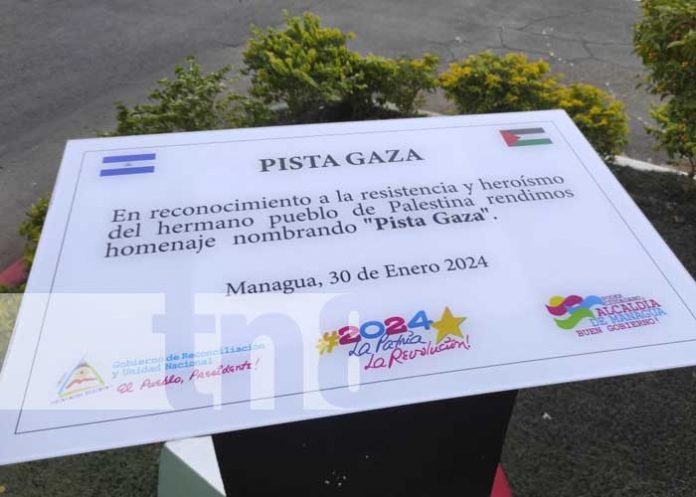 PISTA GAZA
En reconocimiento a la resistencia y heroísmo
del hermano pueblo de Palestina rendimos
homenaje nombrando "Pista Gaza".
Managua, 30 de Enero 2024
Gobierno de Reconciliación
y Unidad Nacional
El Pueblo, Presidente!
#2024
La Patria
La Revolución!
ALCALDIA
DE MANAGUA
BUEN GOBIERNO!
tn8